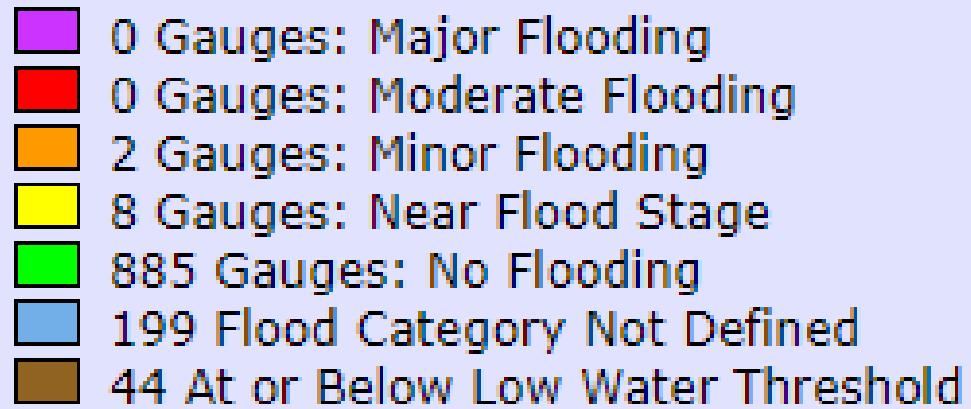 0 Gauges: Major Flooding
0 Gauges: Moderate Flooding
2 Gauges: Minor Flooding
8 Gauges: Near Flood Stage
885 Gauges: No Flooding
199 Flood Category Not Defined
44 At or Below Low Water Threshold